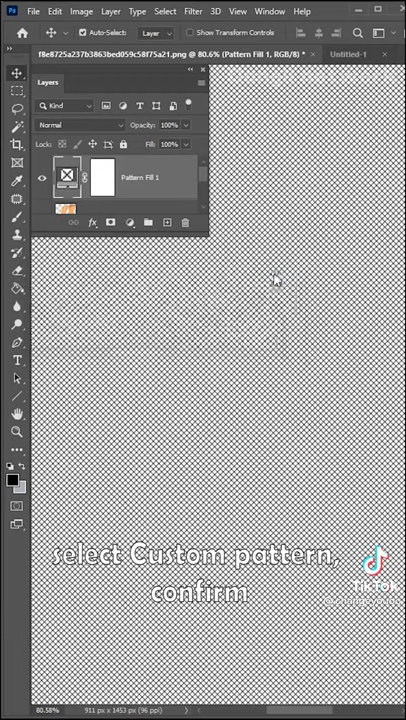 Ps File Edit Image Layer Type Select Filter 3D View Window Help
Auto-Select: Layer Show Transform Controls
f8e8725a237b3863bed059c58f75a21.png @ 80.6% (Pattern Fill 1, RGB/8) * × Untitled-1
Layers
Kind
Normal Opacity: 100%
Lock: Fill: 100%
Pattern Fill 1
fx
select Custom pattern,
confirm
TikTok
80.58% 911 px x 1453 px (96 ppi)